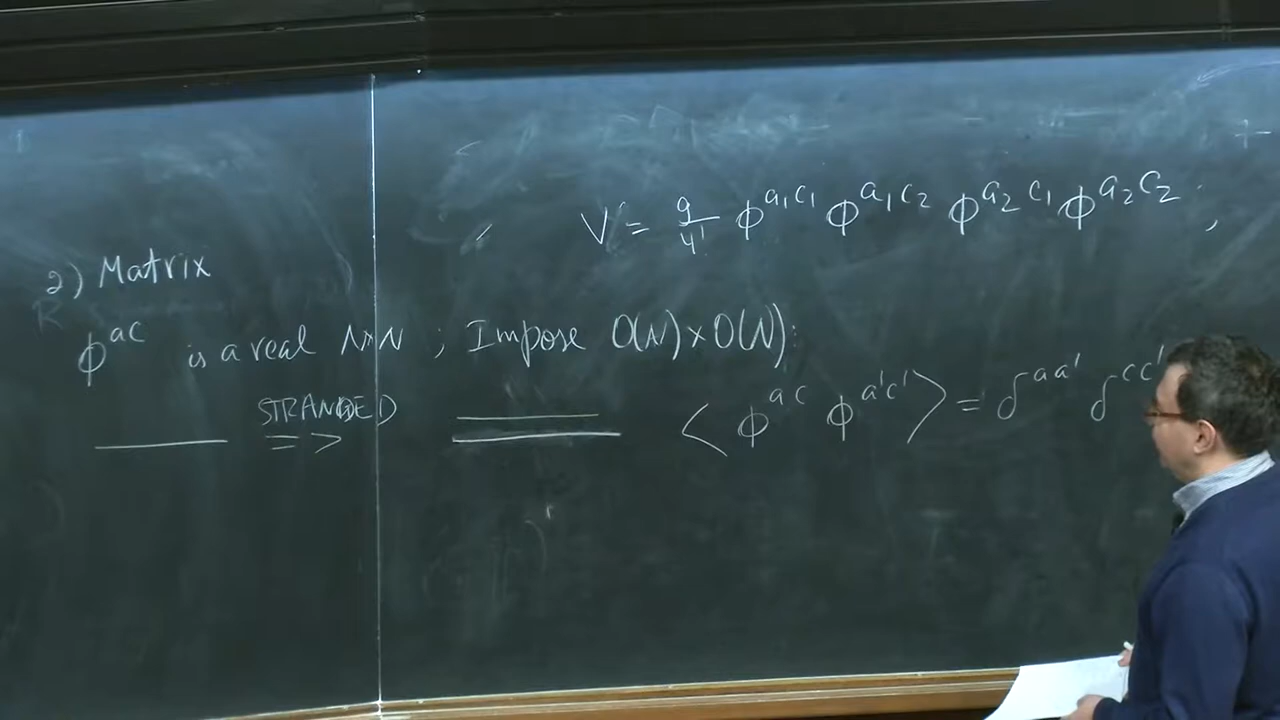 V = g/4! ϕ^{a₁c₁} ϕ^{a₁c₂} ϕ^{a₂c₁} ϕ^{a₂c₂} ;
2) Matrix
ϕ^{ac} is a real N×N ; Impose O(N)×O(N):
STRANDED
=> <ϕ^{ac} ϕ^{a'c'}> = δ^{aa'} δ^{cc'}